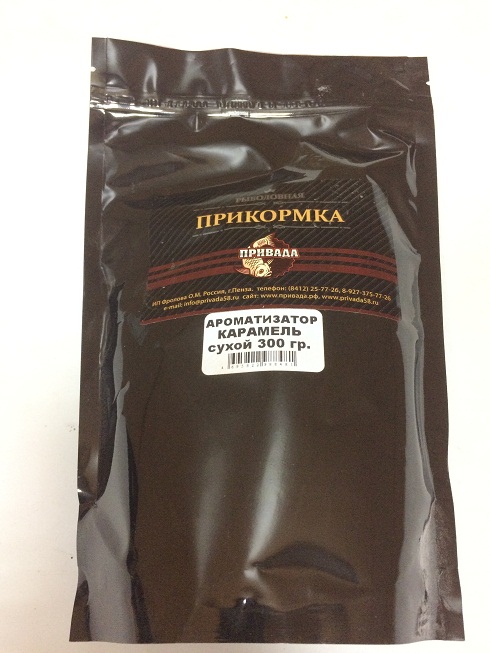 РЫБОЛОВНАЯ
ПРИКОРМКА
ПРИВАДА
ИП Фролова О.М. Россия, г.Пенза, телефон: (8412) 25-77-26, 8-927-375-77-26,
e-mail: info@privada58.ru сайт: www.привада.рф, www.privada58.ru
АРОМАТИЗАТОР
КАРАМЕЛЬ
сухой 300 гр.